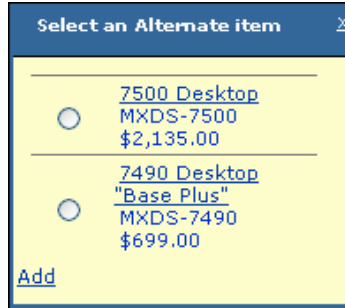 Select an Alternate item x
7500 Desktop
MXDS-7500
$2,135.00
7490 Desktop
"Base Plus"
MXDS-7490
$699.00
Add